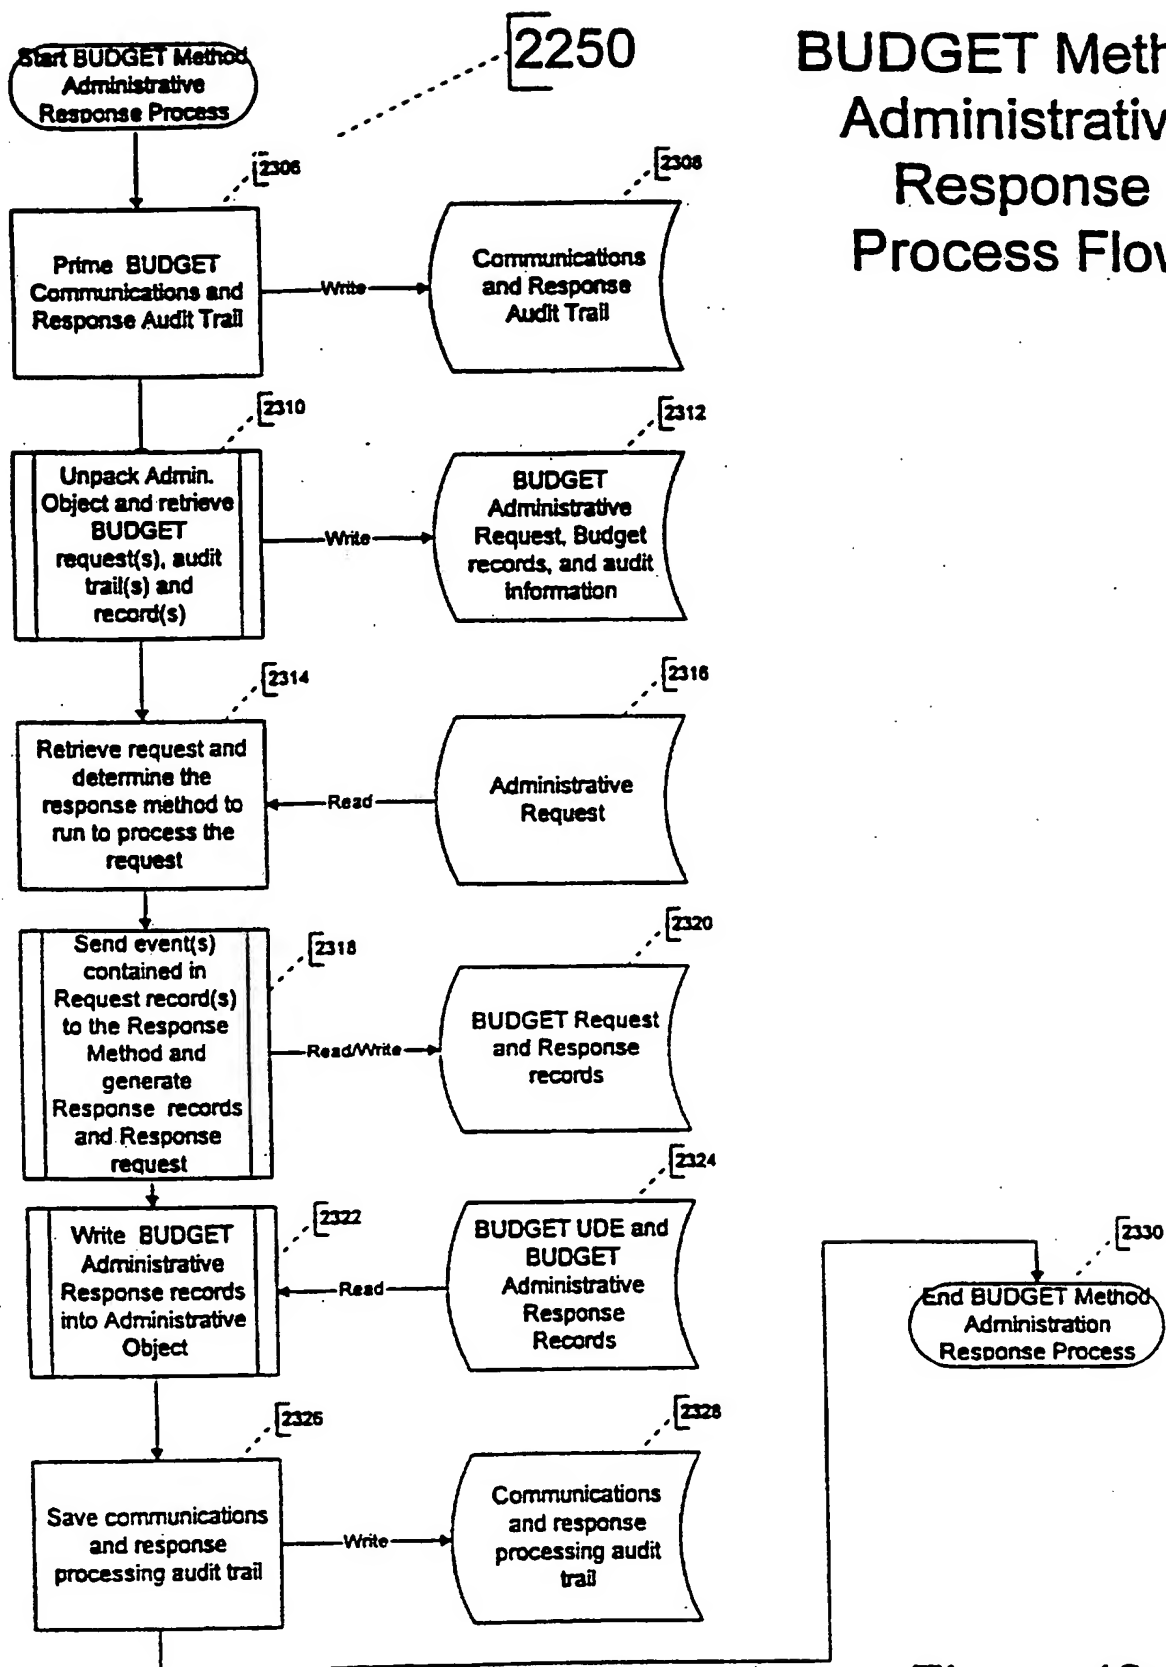 Start BUDGET Method
Administrative
Response Process
2250
BUDGET Meth
Administrativ
Response
Process Flov
2306
2308
Prime BUDGET
Communications and
Response Audit Trail
Write
Communications
and Response
Audit Trail
2310
2312
Unpack Admin.
Object and retrieve
BUDGET
request(s), audit
trail(s) and
record(s)
Write
BUDGET
Administrative
Request, Budget
records, and audit
information
2314
2316
Retrieve request and
determine the
response method to
run to process the
request
Read
Administrative
Request
2318
2320
Send event(s)
contained in
Request record(s)
to the Response
Method and
generate
Response records
and Response
request
Read/Write
BUDGET Request
and Response
records
2322
2324
Write BUDGET
Administrative
Response records
into Administrative
Object
Read
BUDGET UDE and
BUDGET
Administrative
Response
Records
2330
End BUDGET Method
Administration
Response Process
2326
2328
Save communications
and response
processing audit trail
Write
Communications
and response
processing audit
trail